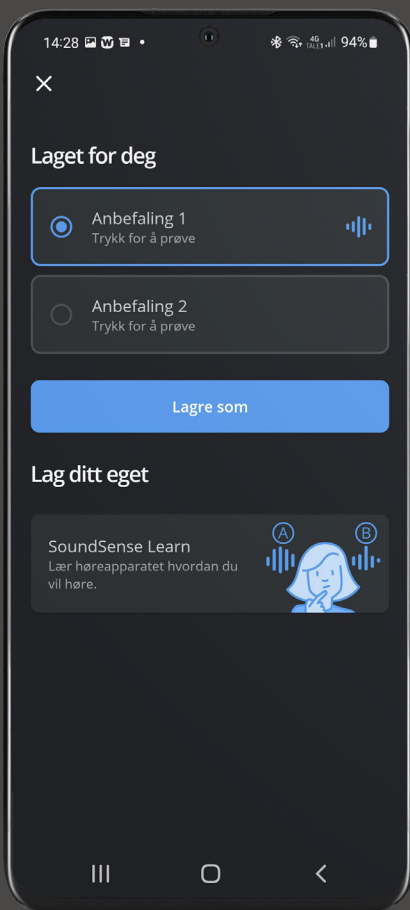 14:28
4G
94%
Laget for deg
Anbefaling 1
Trykk for å prøve
Anbefaling 2
Trykk for å prøve
Lagre som
Lag ditt eget
A B
SoundSense Learn
Lær høreapparatet hvordan du
vil høre.